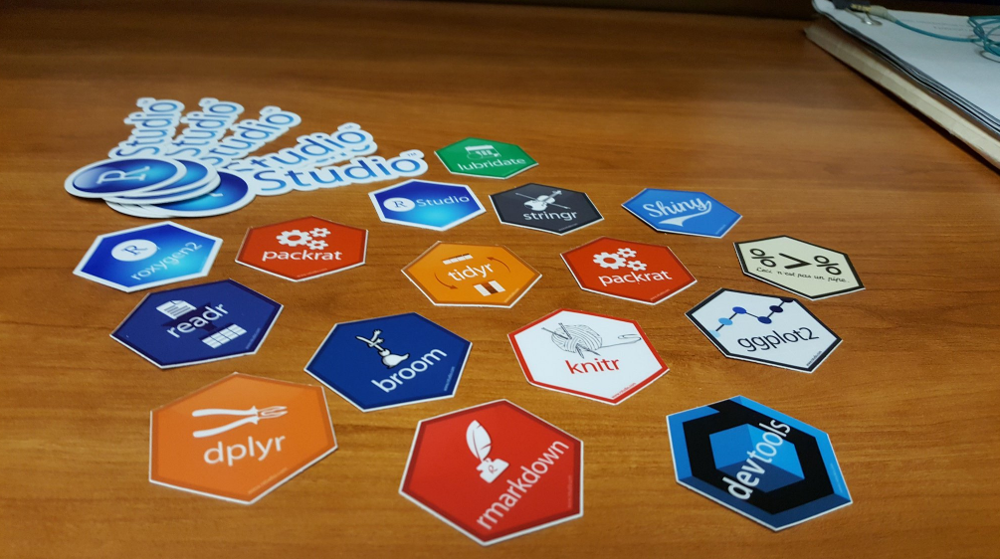 Studio
Studio
Studio
Studio
R Studio
lubridate
R Studio
stringr
Shiny
R
roxygen2
packrat
tidyr
packrat
%>%
Ceci n'est pas un pipe.
readr
broom
knitr
ggplot2
dplyr
R
rmarkdown
devtools